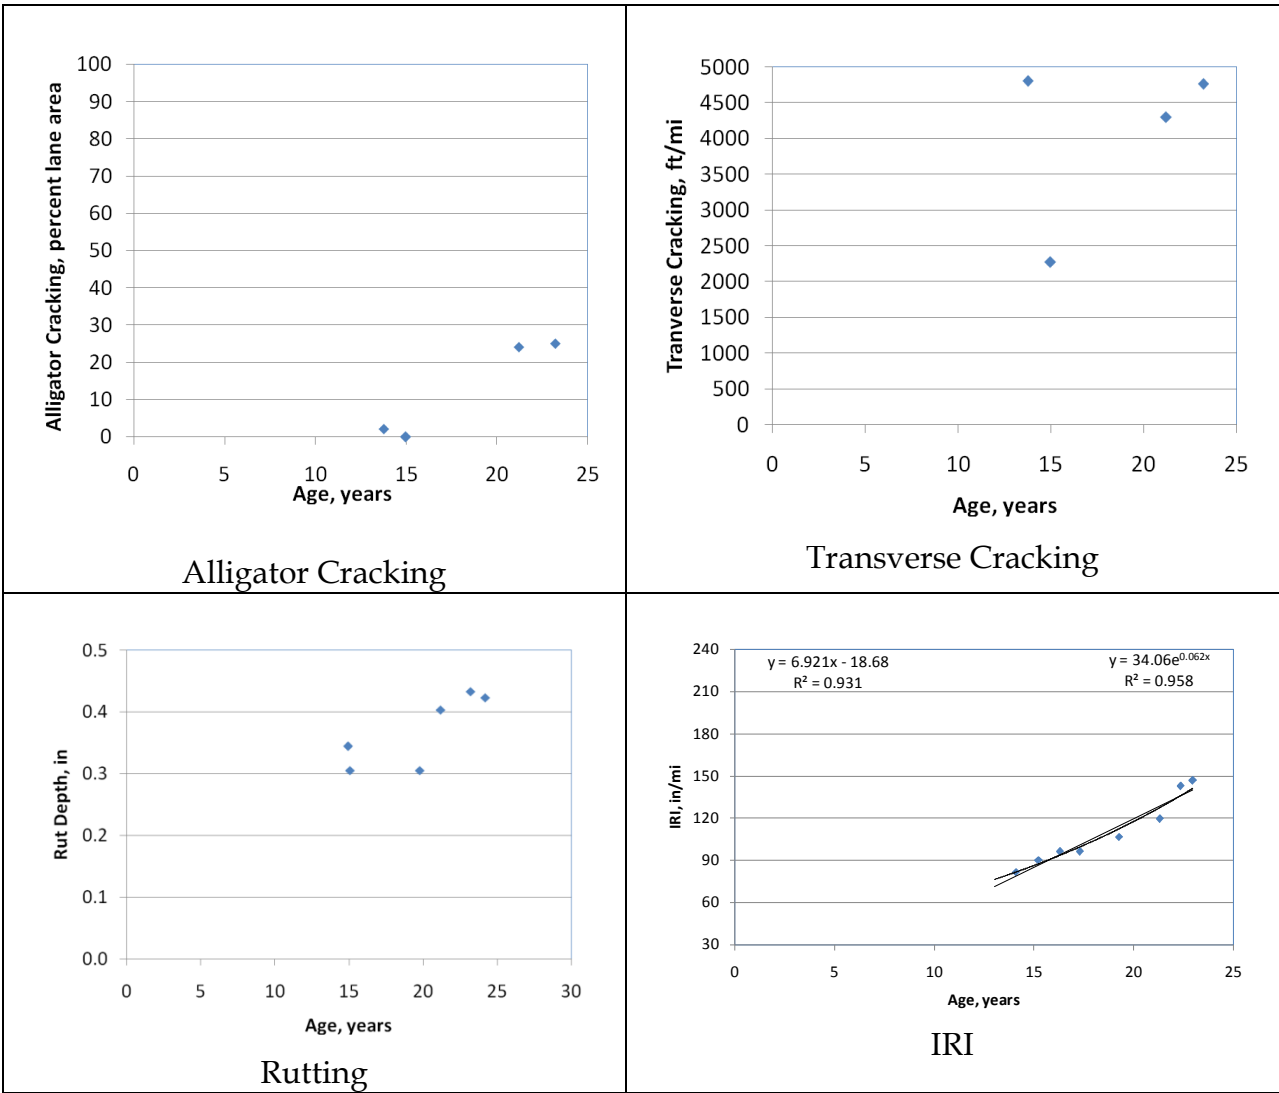 Alligator Cracking, percent lane area
100
90
80
70
60
50
40
30
20
10
0
0 5 10 15 20 25
Age, years
Alligator Cracking
Tranverse Cracking, ft/mi
5000
4500
4000
3500
3000
2500
2000
1500
1000
500
0
0 5 10 15 20 25
Age, years
Transverse Cracking
Rut Depth, in
0.5
0.4
0.3
0.2
0.1
0.0
0 5 10 15 20 25 30
Age, years
Rutting
IRI, in/mi
240
210
180
150
120
90
60
30
y = 6.921x - 18.68
R² = 0.931
y = 34.06e^0.062x
R² = 0.958
0 5 10 15 20 25
Age, years
IRI